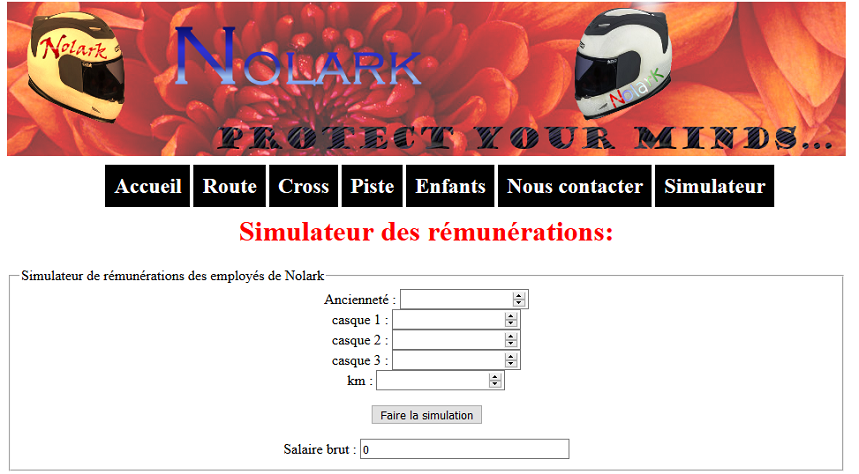 Nolark
NOLARK
Nolark
PROTECT YOUR MINDS...
Accueil Route Cross Piste Enfants Nous contacter Simulateur
Simulateur des rémunérations:
Simulateur de rémunérations des employés de Nolark
Ancienneté :
casque 1 :
casque 2 :
casque 3 :
km :
Faire la simulation
Salaire brut : 0